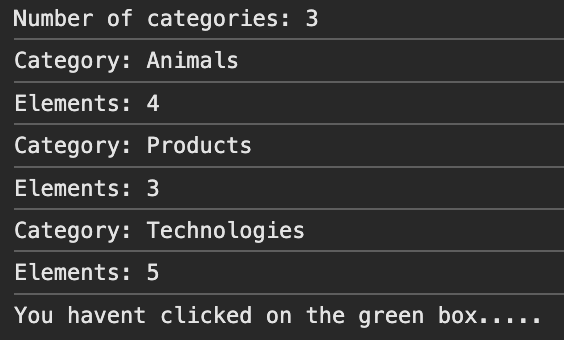 Number of categories: 3
Category: Animals
Elements: 4
Category: Products
Elements: 3
Category: Technologies
Elements: 5
You havent clicked on the green box.....